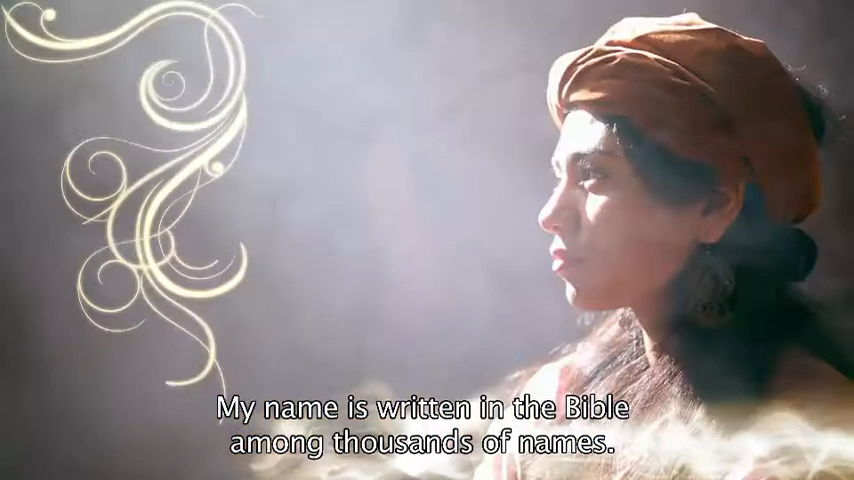 My name is written in the Bible
among thousands of names.